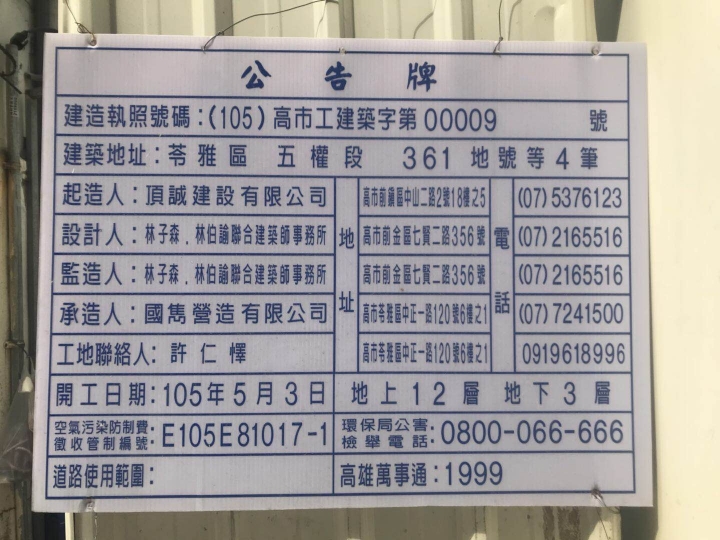 公告牌
建造執照號碼：(105)高市工建築字第00009 號
建築地址：苓雅區 五權段 361 地號等4筆
起造人：頂誠建設有限公司 地址 高市前鎮區中山二路2號18樓之5 電話 (07)5376123
設計人：林子森．林伯諭聯合建築師事務所 高市前金區七賢二路356號 (07)2165516
監造人：林子森．林伯諭聯合建築師事務所 高市前金區七賢二路356號 (07)2165516
承造人：國雋營造有限公司 高市苓雅區中正一路120號6樓之1 (07)7241500
工地聯絡人：許仁懌 高市苓雅區中正一路120號6樓之1 0919618996
開工日期：105年5月3日 地上12層 地下3層
空氣污染防制費徵收管制編號：E105E81017-1 環保局公害檢舉電話：0800-066-666
道路使用範圍： 高雄萬事通：1999